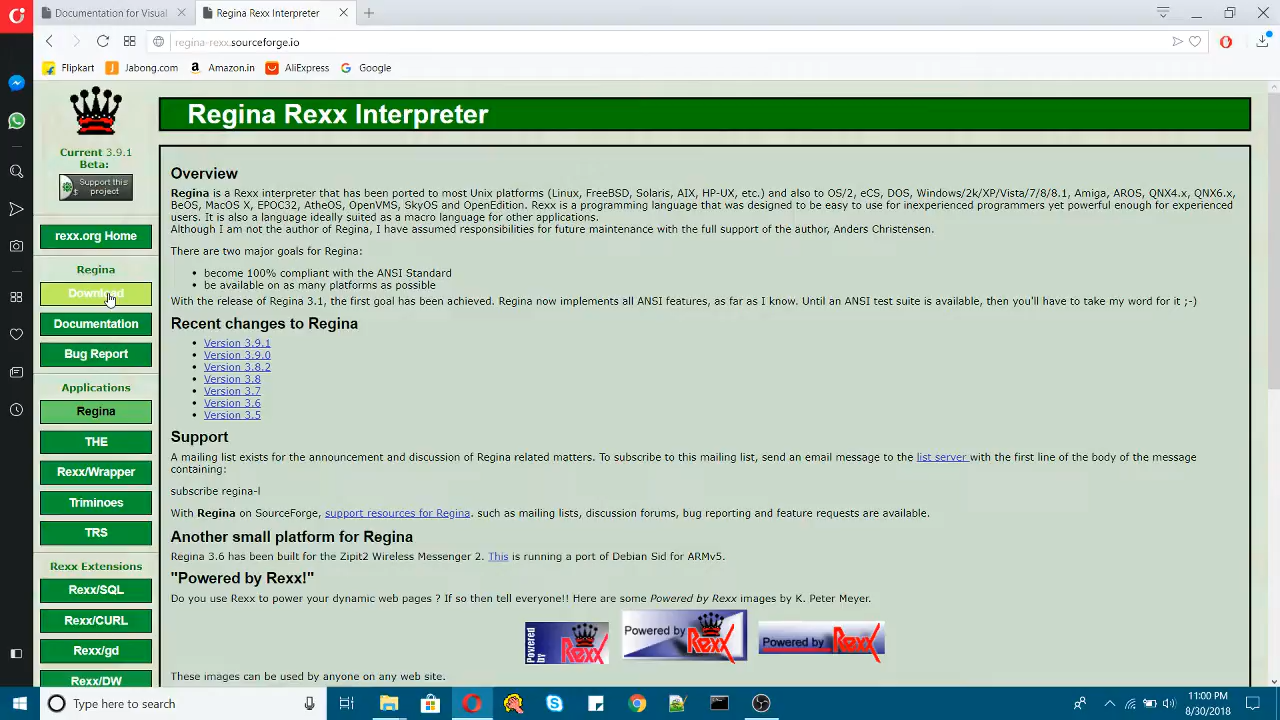 Documentation for Visual
Regina Rexx Interpreter
regina-rexx.sourceforge.io
Flipkart
Jabong.com
Amazon.in
AliExpress
Google
Current 3.9.1
Beta:
Support this
project
rexx.org Home
Regina
Download
Documentation
Bug Report
Applications
Regina
THE
Rexx/Wrapper
Triminoes
TRS
Rexx Extensions
Rexx/SQL
Rexx/CURL
Rexx/gd
Rexx/DW
Regina Rexx Interpreter
Overview
Regina is a Rexx interpreter that has been ported to most Unix platforms (Linux, FreeBSD, Solaris, AIX, HP-UX, etc.) and also to OS/2, eCS, DOS, Windows/2k/XP/Vista/7/8/8.1, Amiga, AROS, QNX4.x, QNX6.x,
BeOS, MacOS X, EPOC32, AtheOS, OpenVMS, SkyOS and OpenEdition. Rexx is a programming language that was designed to be easy to use for inexperienced programmers yet powerful enough for experienced
users. It is also a language ideally suited as a macro language for other applications.
Although I am not the author of Regina, I have assumed responsibilities for future maintenance with the full support of the author, Anders Christensen.
There are two major goals for Regina:
• become 100% compliant with the ANSI Standard
• be available on as many platforms as possible
With the release of Regina 3.1, the first goal has been achieved. Regina now implements all ANSI features, as far as I know. Until an ANSI test suite is available, then you'll have to take my word for it ;-)
Recent changes to Regina
• Version 3.9.1
• Version 3.9.0
• Version 3.8.2
• Version 3.8
• Version 3.7
• Version 3.6
• Version 3.5
Support
A mailing list exists for the announcement and discussion of Regina related matters. To subscribe to this mailing list, send an email message to the list server with the first line of the body of the message
containing:
subscribe regina-l
With Regina on SourceForge, support resources for Regina. such as mailing lists, discussion forums, bug reporting and feature requests are available.
Another small platform for Regina
Regina 3.6 has been built for the Zipit2 Wireless Messenger 2. This is running a port of Debian Sid for ARMv5.
"Powered by Rexx!"
Do you use Rexx to power your dynamic web pages ? If so then tell everyone!! Here are some Powered by Rexx images by K. Peter Meyer.
Powered by Rexx
Powered by Rexx
Powered by Rexx
These images can be used by anyone on any web site.
Type here to search
11:00 PM
8/30/2018